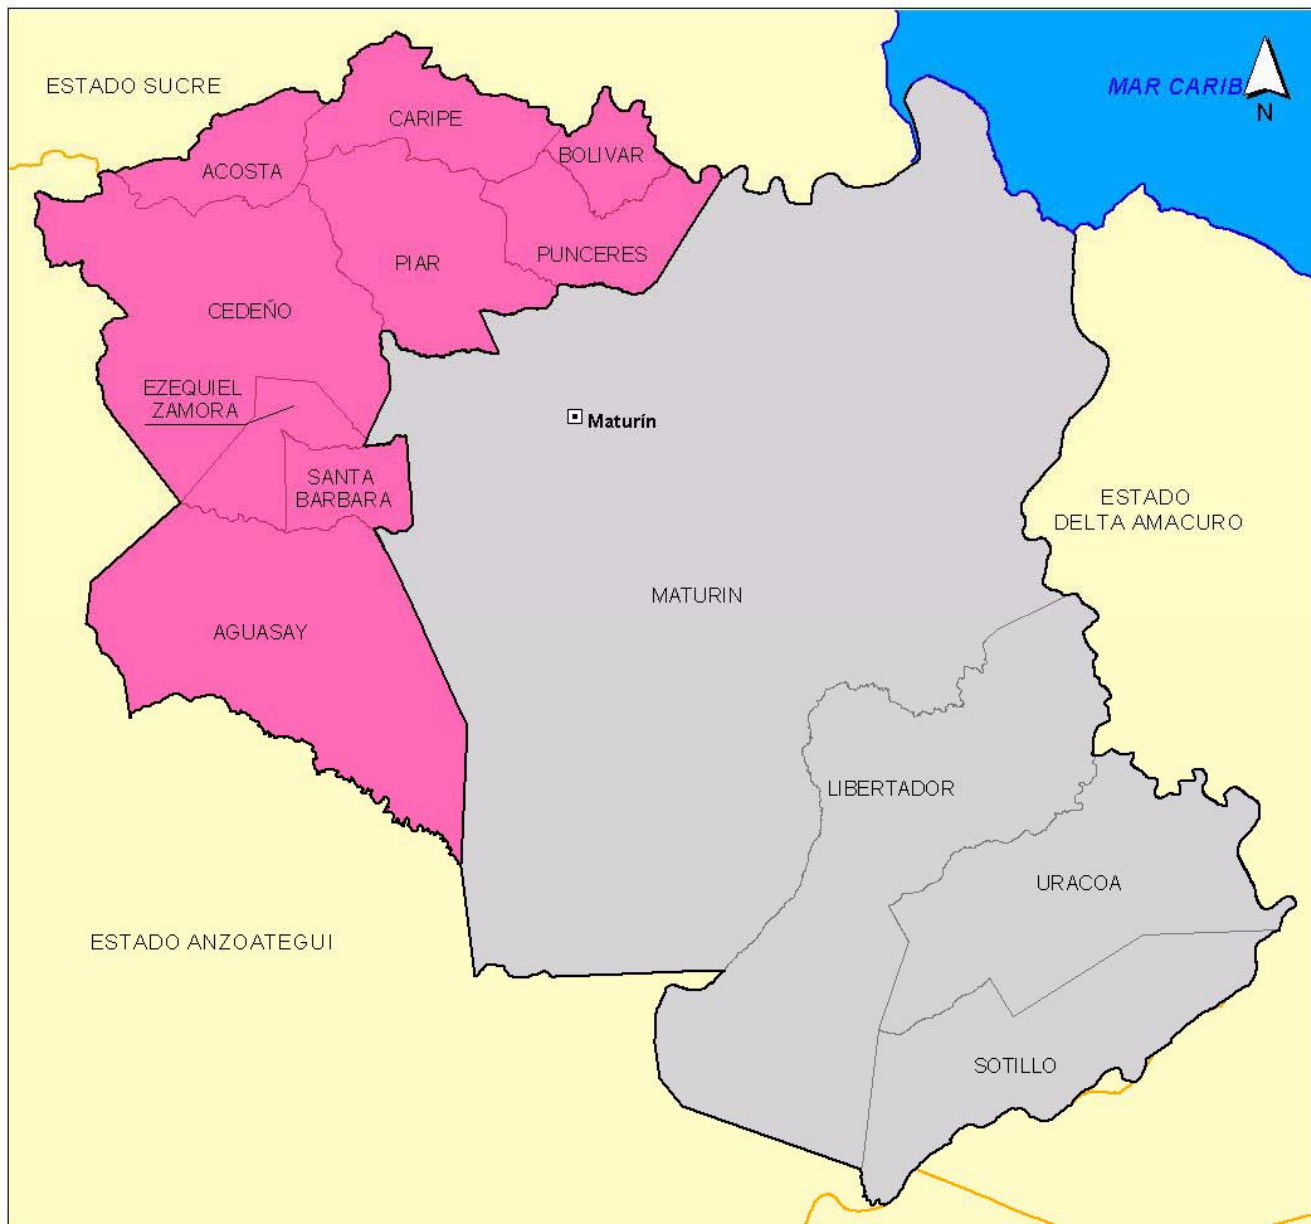 ESTADO SUCRE
MAR CARIB
N
CARIPE
BOLIVAR
ACOSTA
PUNCERES
PIAR
CEDEÑO
EZEQUIEL
ZAMORA
Maturín
SANTA
BARBARA
ESTADO
DELTA AMACURO
MATURIN
AGUASAY
LIBERTADOR
URACOA
ESTADO ANZOATEGUI
SOTILLO